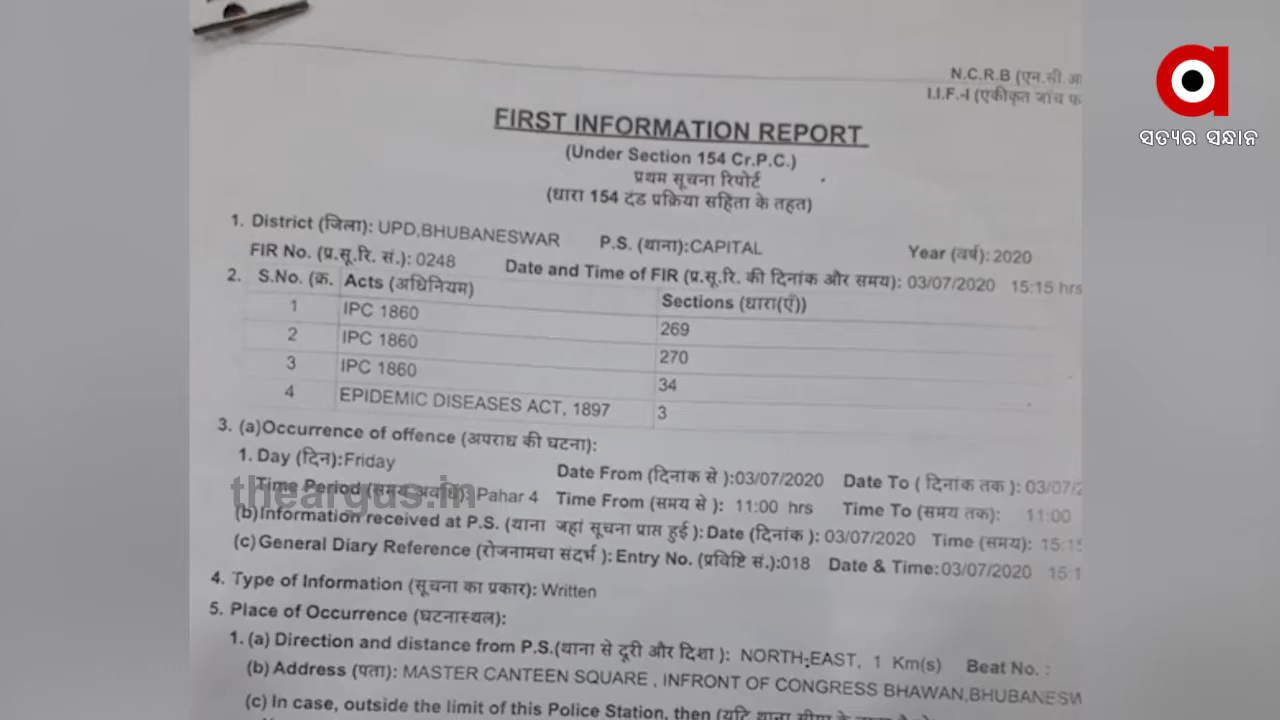 N.C.R.B (एन.सी.आ
I.I.F.-I (एकीकृत जाँच फ
ସତ୍ୟର ସନ୍ଧାନ
FIRST INFORMATION REPORT
(Under Section 154 Cr.P.C.)
प्रथम सूचना रिपोर्ट
(धारा 154 दंड प्रक्रिया सहिंता के तहत)
1. District (जिला): UPD,BHUBANESWAR P.S. (थाना):CAPITAL Year (वर्ष): 2020
FIR No. (प्र.सू.रि. सं.): 0248 Date and Time of FIR (प्र.सू.रि. की दिनांक और समय): 03/07/2020 15:15 hrs
2. S.No. (क्र. Acts (अधिनियम) Sections (धारा(एँ))
1 IPC 1860 269
2 IPC 1860 270
3 IPC 1860 34
4 EPIDEMIC DISEASES ACT, 1897 3
3. (a)Occurrence of offence (अपराध की घटना):
1. Day (दिन):Friday Date From (दिनांक से ):03/07/2020 Date To ( दिनांक तक ): 03/07/2
theargus.in
Time Period (समय अवधि): Pahar 4 Time From (समय से ): 11:00 hrs Time To (समय तक): 11:00
(b)Information received at P.S. (थाना जहां सूचना प्राप्त हुई ): Date (दिनांक ): 03/07/2020 Time (समय): 15:15
(c)General Diary Reference (रोजनामचा संदर्भ ): Entry No. (प्रविष्टि सं.):018 Date & Time:03/07/2020 15:1
4. Type of Information (सूचना का प्रकार): Written
5. Place of Occurrence (घटनास्थल):
1. (a) Direction and distance from P.S.(थाना से दूरी और दिशा ): NORTH-EAST, 1 Km(s) Beat No. :
(b) Address (पता): MASTER CANTEEN SQUARE , INFRONT OF CONGRESS BHAWAN,BHUBANESW
(c) In case, outside the limit of this Police Station, then (यदि थाना सीमा के